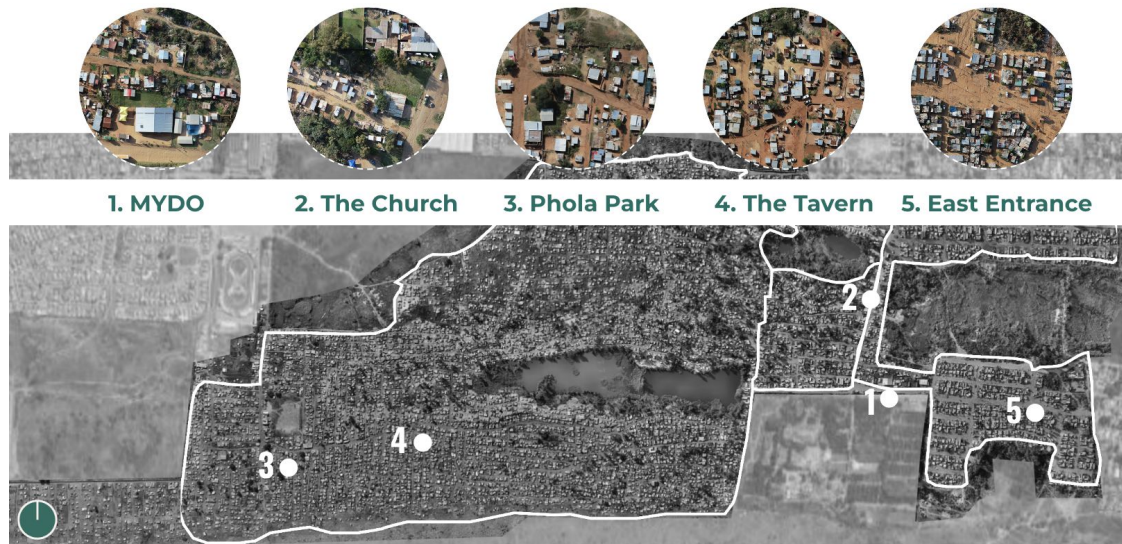 1. MYDO
2. The Church
3. Phola Park
4. The Tavern
5. East Entrance
2
1
5
4
3